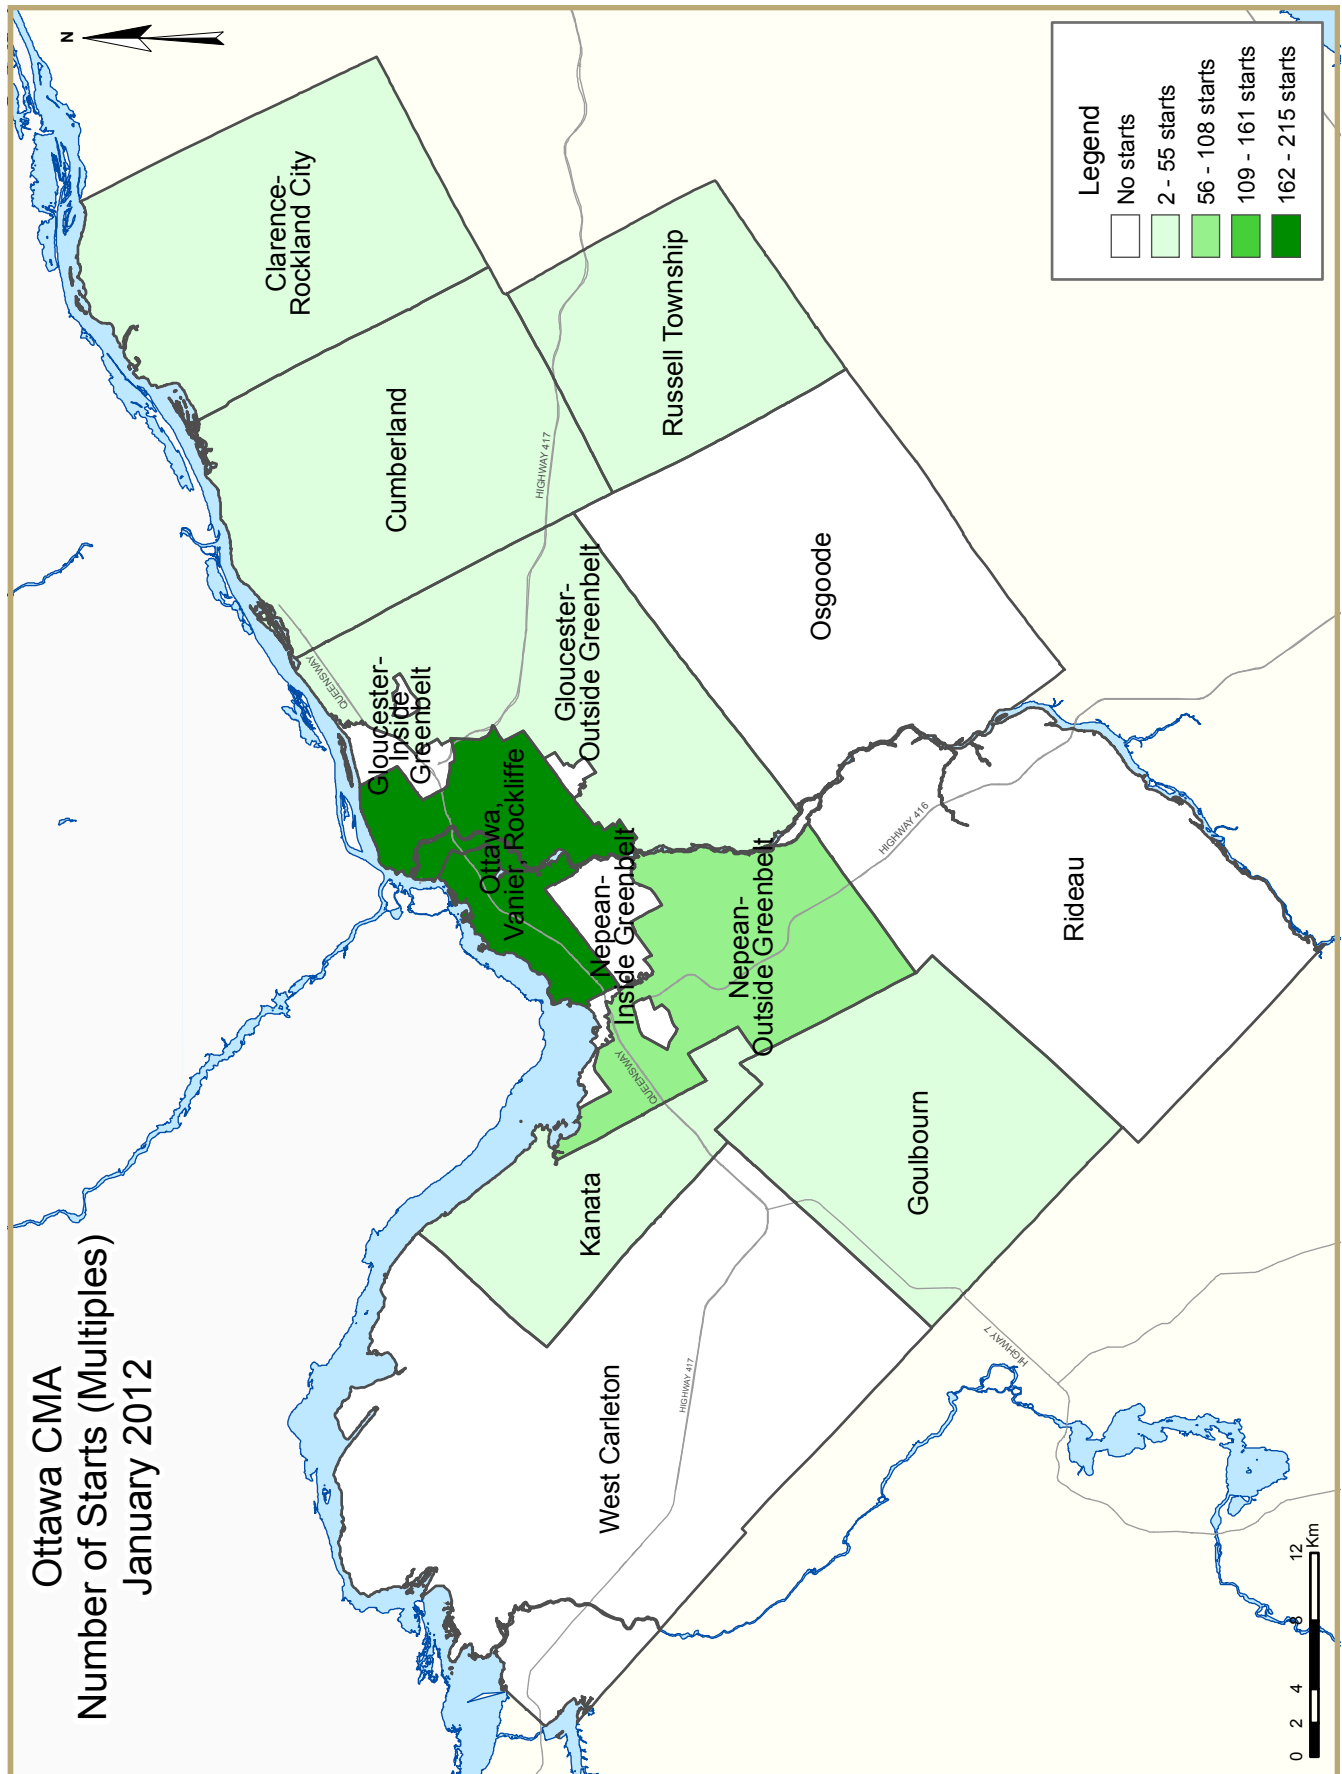 Ottawa CMA
Number of Starts (Multiples)
January 2012
N
Clarence-
Rockland City
Cumberland
Russell Township
HIGHWAY 417
QUEENSWAY
Gloucester-
Inside
Greenbelt
Gloucester-
Outside Greenbelt
Osgoode
Ottawa,
Vanier, Rockliffe
Nepean-
Inside Greenbelt
Nepean-
Outside Greenbelt
HIGHWAY 416
Rideau
QUEENSWAY
Kanata
Goulbourn
West Carleton
HIGHWAY 417
HIGHWAY 7
Legend
No starts
2 - 55 starts
56 - 108 starts
109 - 161 starts
162 - 215 starts
0 2 4 8 12
Km